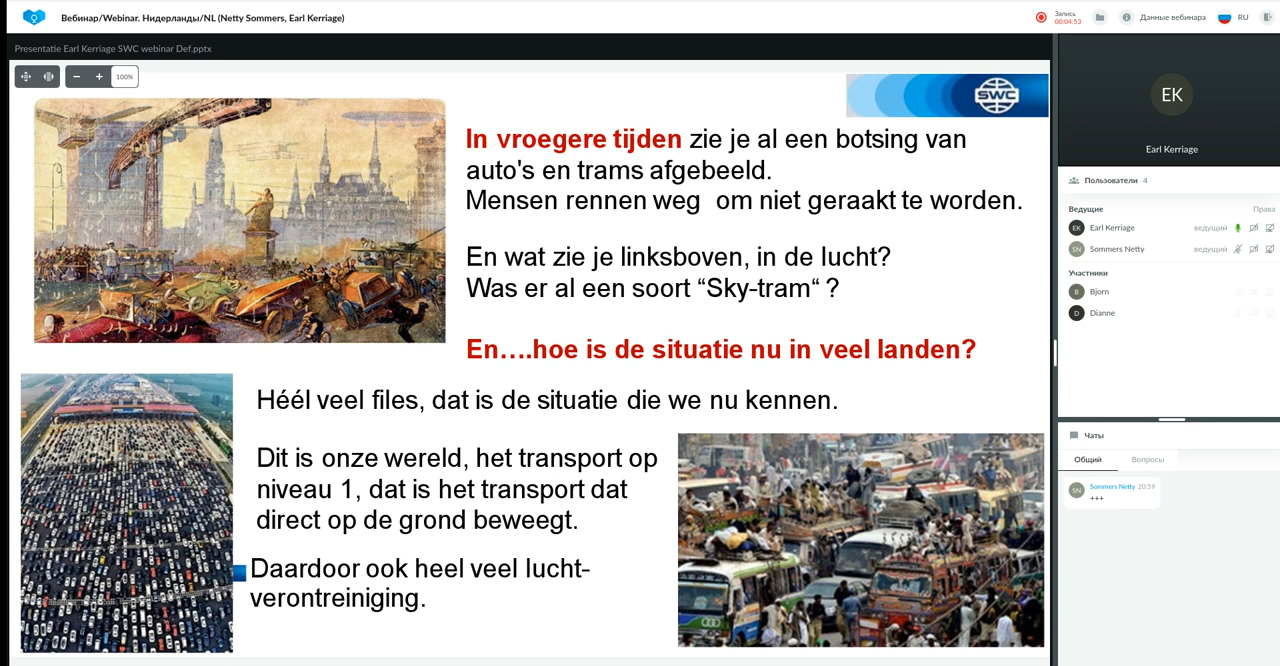 Вебинар/Webinar. Нидерланды/NL (Netty Sommers, Earl Kerriage)
Запись
00:04:53
Данные вебинара
RU
Presentatie Earl Kerriage SWC webinar Def.pptx
100%
SWC
In vroegere tijden zie je al een botsing van
auto's en trams afgebeeld.
Mensen rennen weg om niet geraakt te worden.
En wat zie je linksboven, in de lucht?
Was er al een soort “Sky-tram“ ?
En….hoe is de situatie nu in veel landen?
Héél veel files, dat is de situatie die we nu kennen.
Dit is onze wereld, het transport op
niveau 1, dat is het transport dat
direct op de grond beweegt.
Daardoor ook heel veel lucht-
verontreiniging.
EK
Earl Kerriage
Пользователи 4
Ведущие Права
EK Earl Kerriage ведущий
SN Sommers Netty ведущий
Участники
B Bjorn
D Dianne
Чаты
Общий Вопросы
SN Sommers Netty 20:59
+++